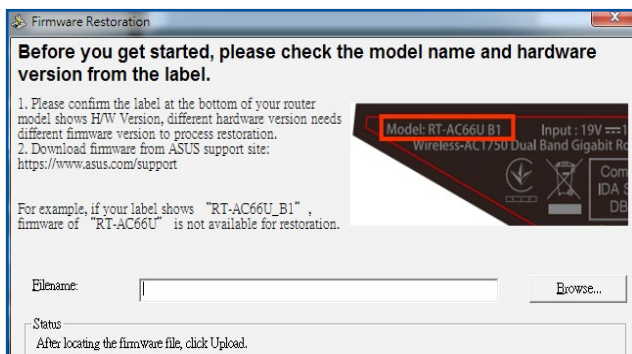 Firmware Restoration
Before you get started, please check the model name and hardware
version from the label.
1. Please confirm the label at the bottom of your router
model shows H/W Version, different hardware version needs
different firmware version to process restoration.
2. Download firmware from ASUS support site:
https://www.asus.com/support
For example, if your label shows “RT-AC66U_B1”,
firmware of “RT-AC66U” is not available for restoration.
Model: RT-AC66U B1
Input : 19V
Wireless-AC1750 Dual Band Gigabit
Com
IDA
DB
Filename:
Browse...
Status
After locating the firmware file, click Upload.